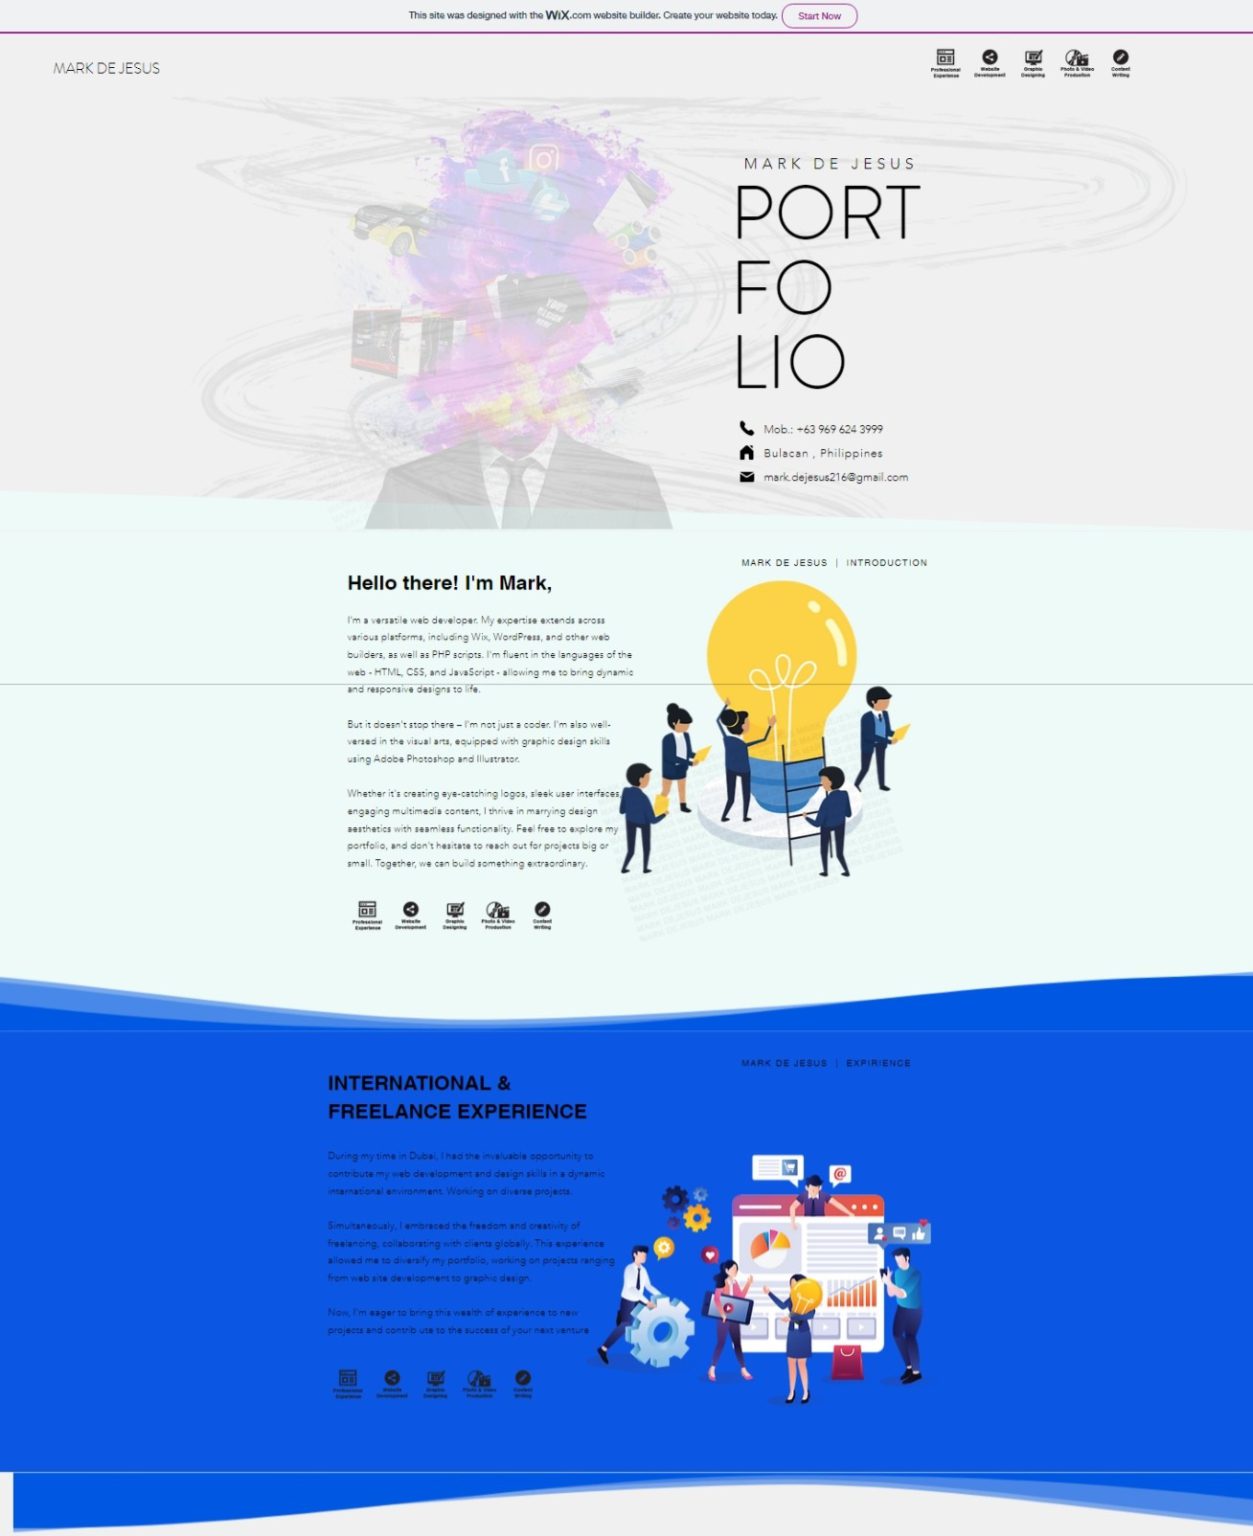 This site was designed with the WiX.com website builder. Create your website today. Start Now
MARK DE JESUS
Professional Experience
Website Development
Graphic Designing
Photo & Video Production
Content Writing
MARK DE JESUS
PORT
FO
LIO
Mob.: +63 969 624 3999
Bulacan , Philippines
mark.dejesus216@gmail.com
MARK DE JESUS | INTRODUCTION
Hello there! I'm Mark,
I'm a versatile web developer. My expertise extends across
various platforms, including Wix, WordPress, and other web
builders, as well as PHP scripts. I'm fluent in the languages of the
web - HTML, CSS, and JavaScript - allowing me to bring dynamic
and responsive designs to life.
But it doesn't stop there – I'm not just a coder. I'm also well-
versed in the visual arts, equipped with graphic design skills
using Adobe Photoshop and Illustrator.
Whether it's creating eye-catching logos, sleek user interfaces,
engaging multimedia content, I thrive in marrying design
aesthetics with seamless functionality. Feel free to explore my
portfolio, and don't hesitate to reach out for projects big or
small. Together, we can build something extraordinary.
Professional Experience
Website Development
Graphic Designing
Photo & Video Production
Content Writing
MARK DE JESUS | EXPIRIENCE
INTERNATIONAL &
FREELANCE EXPERIENCE
During my time in Dubai, I had the invaluable opportunity to
contribute my web development and design skills in a dynamic
international environment. Working on diverse projects.
Simultaneously, I embraced the freedom and creativity of
freelancing, collaborating with clients globally. This experience
allowed me to diversify my portfolio, working on projects ranging
from web site development to graphic design.
Now, I'm eager to bring this wealth of experience to new
projects and contrib ute to the success of your next venture
Professional Experience
Website Development
Graphic Designing
Photo & Video Production
Content Writing